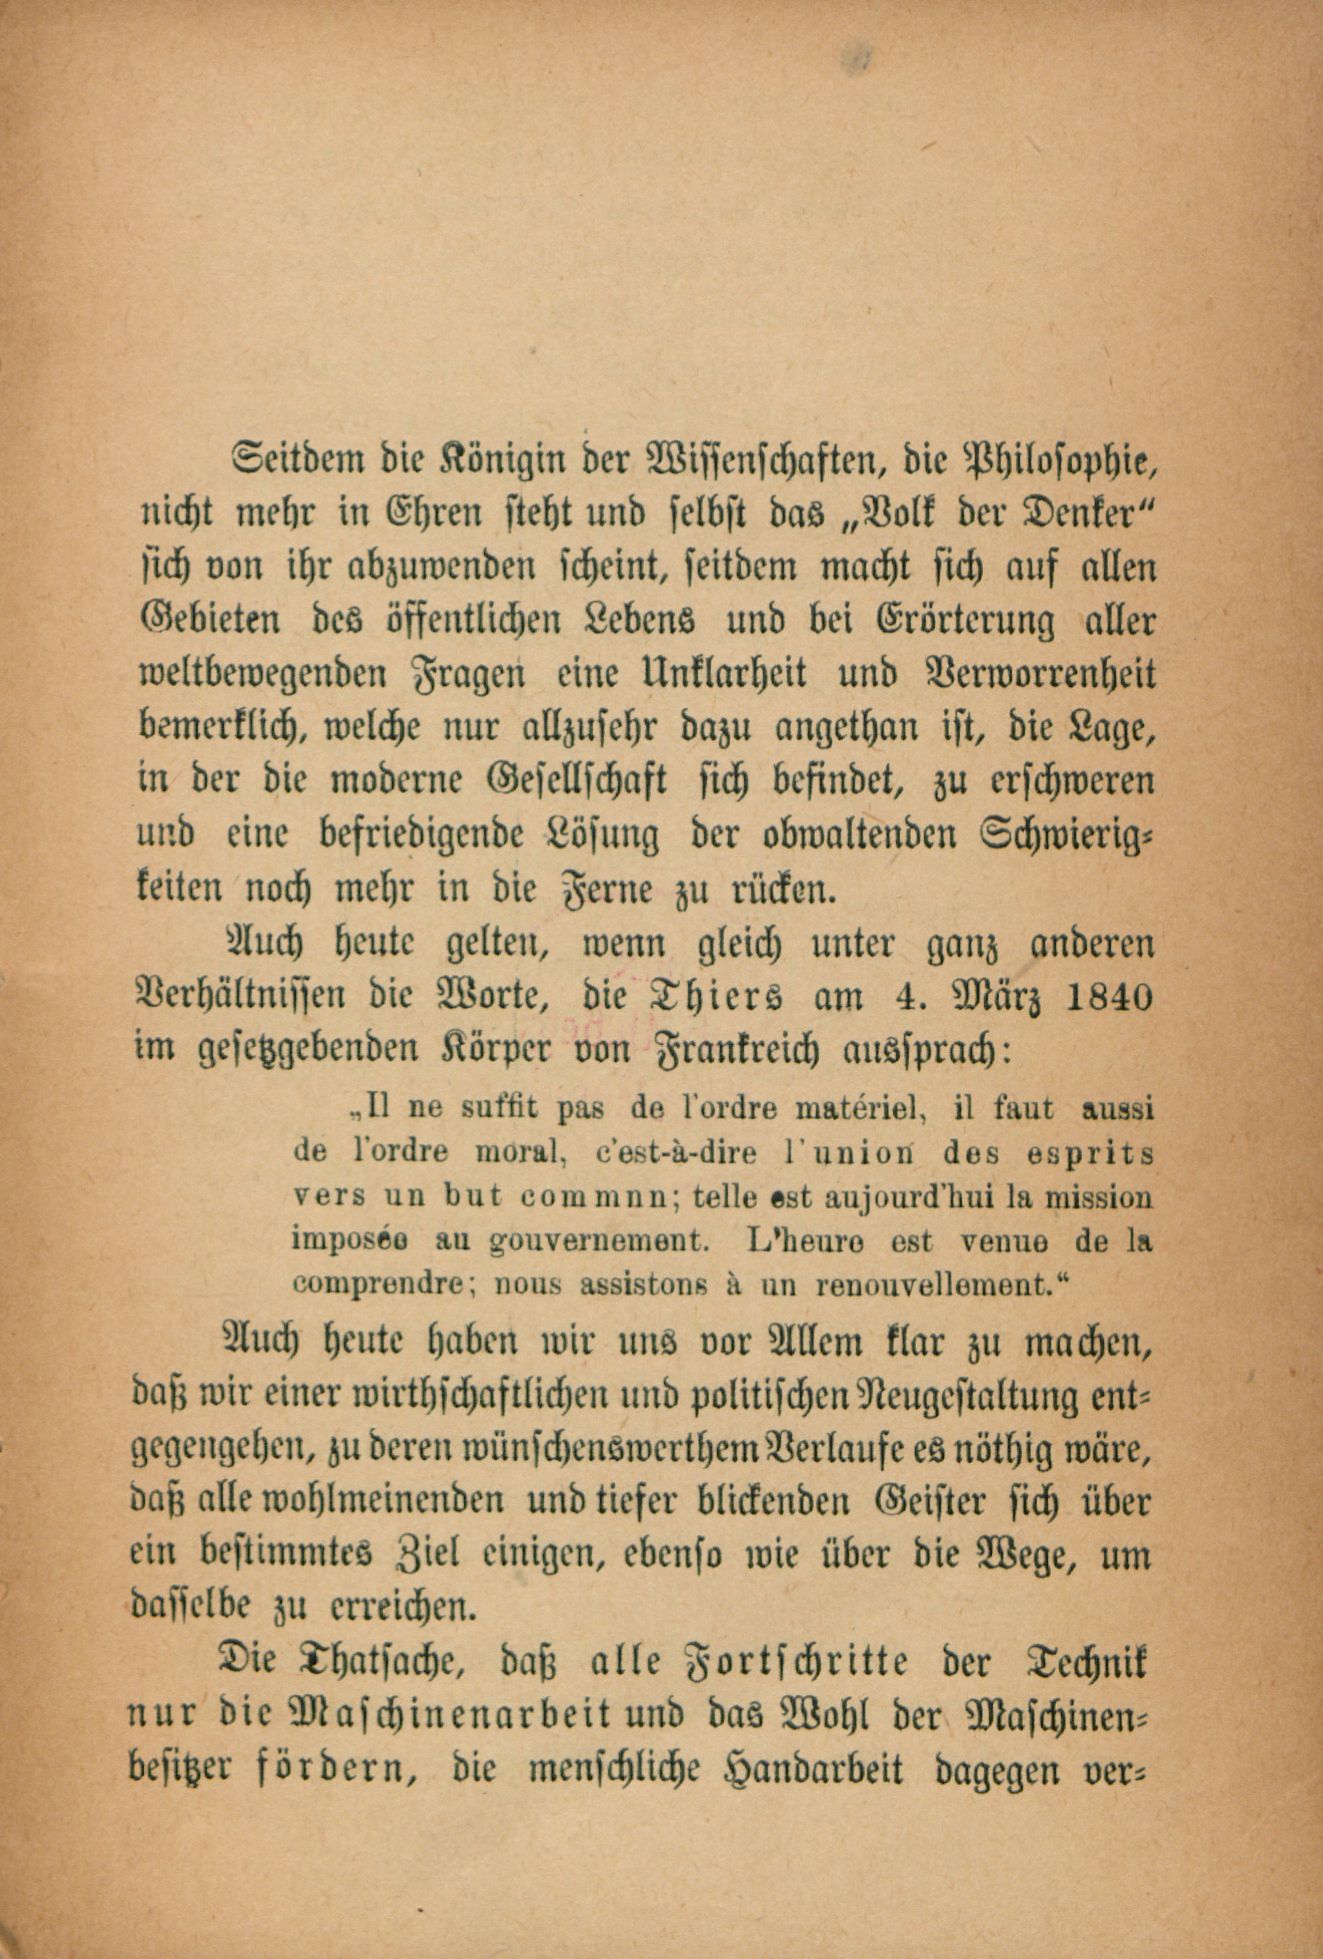 Seitdem die Königin der Wissenschaften, die Philosophie,
nicht mehr in Ehren steht und selbst das „Volk der Denker“
sich von ihr abzuwenden scheint, seitdem macht sich auf allen
Gebieten des öffentlichen Lebens und bei Erörterung aller
weltbewegenden Fragen eine Unklarheit und Verworrenheit
bemerklich, welche nur allzusehr dazu angethan ist, die Lage,
in der die moderne Gesellschaft sich befindet, zu erschweren
und eine befriedigende Lösung der obwaltenden Schwierig-
keiten noch mehr in die Ferne zu rücken.
Auch heute gelten, wenn gleich unter ganz anderen
Verhältnissen die Worte, die Thiers am 4. März 1840
im gesetzgebenden Körper von Frankreich aussprach:
„Il ne suffit pas de l'ordre matériel, il faut aussi
de l'ordre moral, c'est-à-dire l'union des esprits
vers un but commnn; telle est aujourd'hui la mission
imposée au gouvernement. L'heure est venue de la
comprendre; nous assistons à un renouvellement.“
Auch heute haben wir uns vor Allem klar zu machen,
daß wir einer wirthschaftlichen und politischen Neugestaltung ent-
gegengehen, zu deren wünschenswerthem Verlaufe es nöthig wäre,
daß alle wohlmeinenden und tiefer blickenden Geister sich über
ein bestimmtes Ziel einigen, ebenso wie über die Wege, um
dasselbe zu erreichen.
Die Thatsache, daß alle Fortschritte der Technik
nur die Maschinenarbeit und das Wohl der Maschinen-
besitzer fördern, die menschliche Handarbeit dagegen ver-